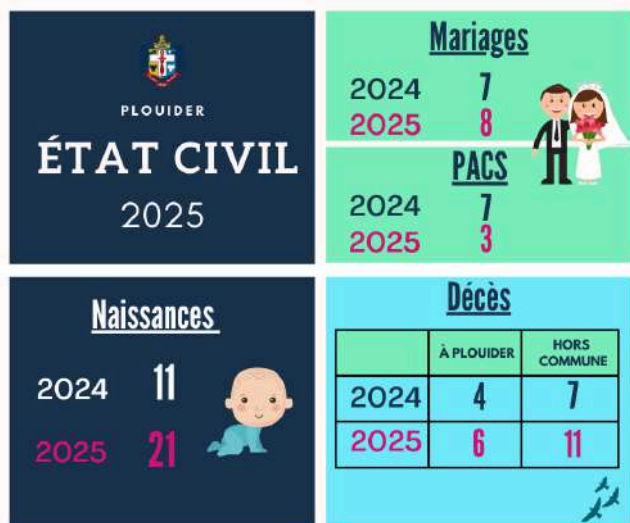 PLOUIDER
ÉTAT CIVIL
2025
Mariages
2024 7
2025 8
PACS
2024 7
2025 3
Naissances
2024 11
2025 21
Décès
À PLOUIDER HORS COMMUNE
2024 4 7
2025 6 11